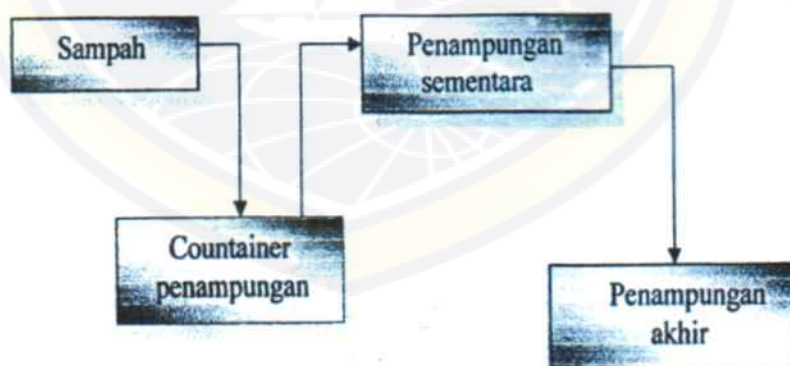 Sampah
Countainer
penampungan
Penampungan
sementara
Penampungan
akhir